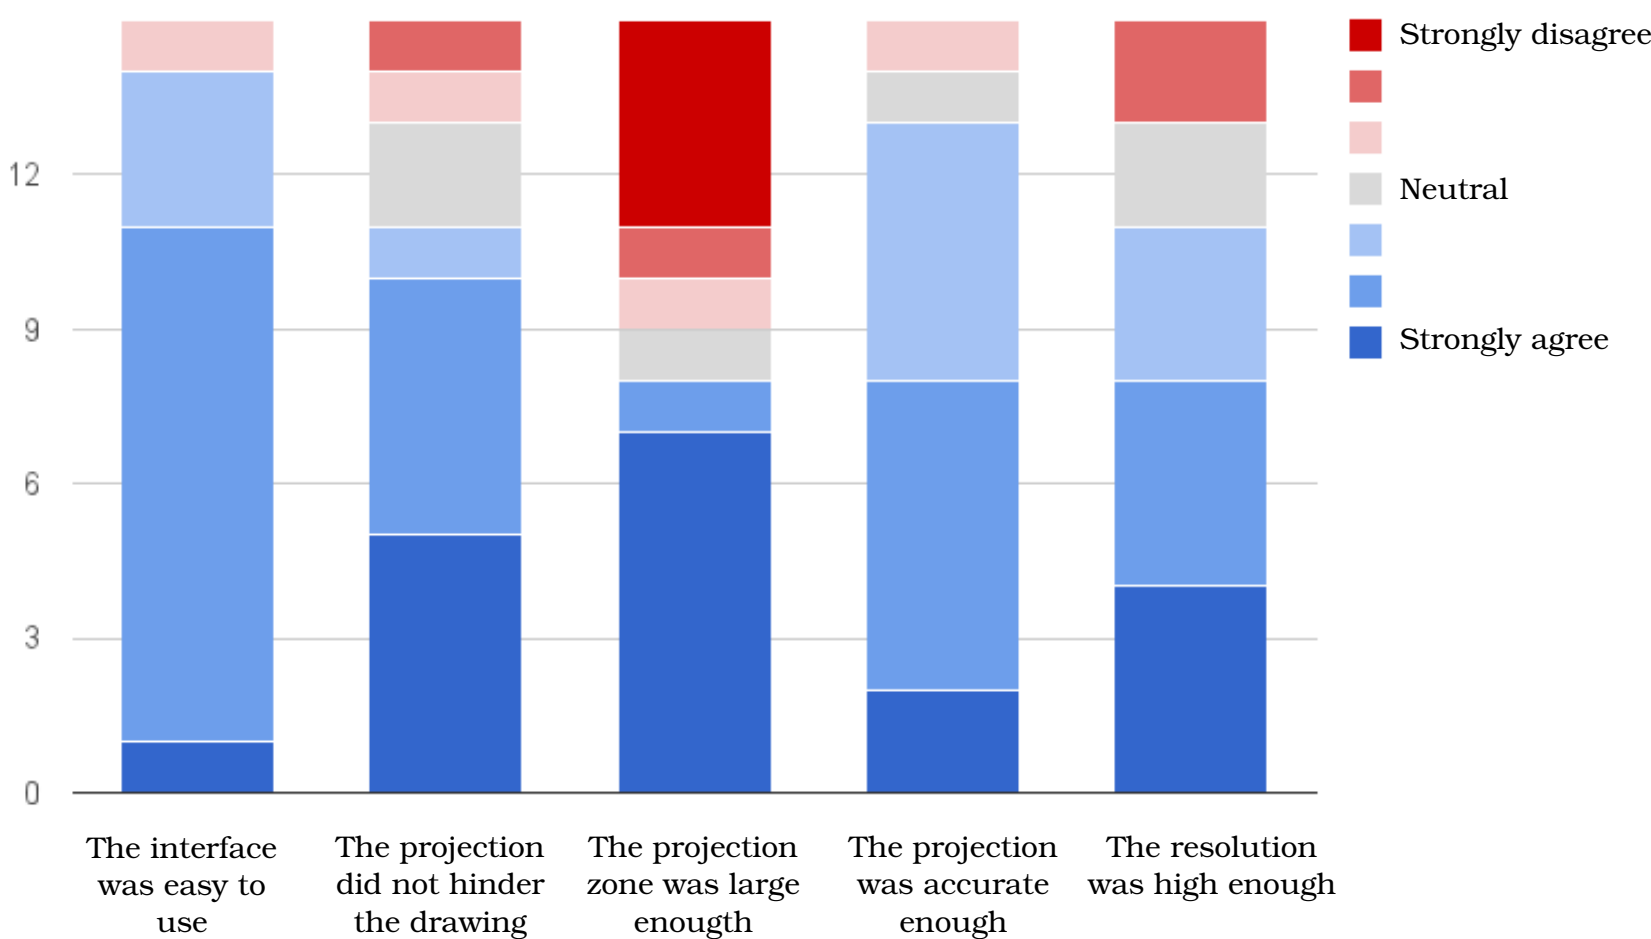 Strongly disagree
Neutral
Strongly agree
12
9
6
3
0
The interface
was easy to
use
The projection
did not hinder
the drawing
The projection
zone was large
enougth
The projection
was accurate
enough
The resolution
was high enough